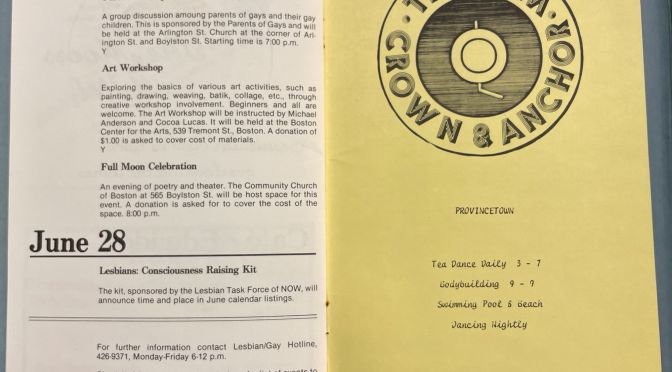 A group discussion amoung parents of gays and their gay
children. This is sponsored by the Parents of Gays and will
be held at the Arlington St. Church at the corner of Arl-
ington St. and Boylston St. Starting time is 7:00 p.m.
Y
Art Workshop
Exploring the basics of various art activities, such as
painting, drawing, weaving, batik, collage, etc., through
creative workshop involvement. Beginners and all are
welcome. The Art Workshop will be instructed by Michael
Anderson and Cocoa Lucas. It will be held at the Boston
Center for the Arts, 539 Tremont St., Boston. A donation of
$1.00 is asked to cover cost of materials.
Y
Full Moon Celebration
An evening of poetry and theater. The Community Church
of Boston at 565 Boylston St. will be host space for this
event. A donation is asked for to cover the cost of the
space. 8:00 p.m.
June 28
Lesbians: Consciousness Raising Kit
The kit, sponsored by the Lesbian Task Force of NOW, will
announce time and place in June calendar listings.
For further information contact Lesbian/Gay Hotline,
426-9371, Monday-Friday 6-12 p.m.
CROWN & ANCHOR
PROVINCETOWN
Tea Dance Daily 3 - 7
Bodybuilding 9 - 9
Swimming Pool & Beach
Dancing Nightly